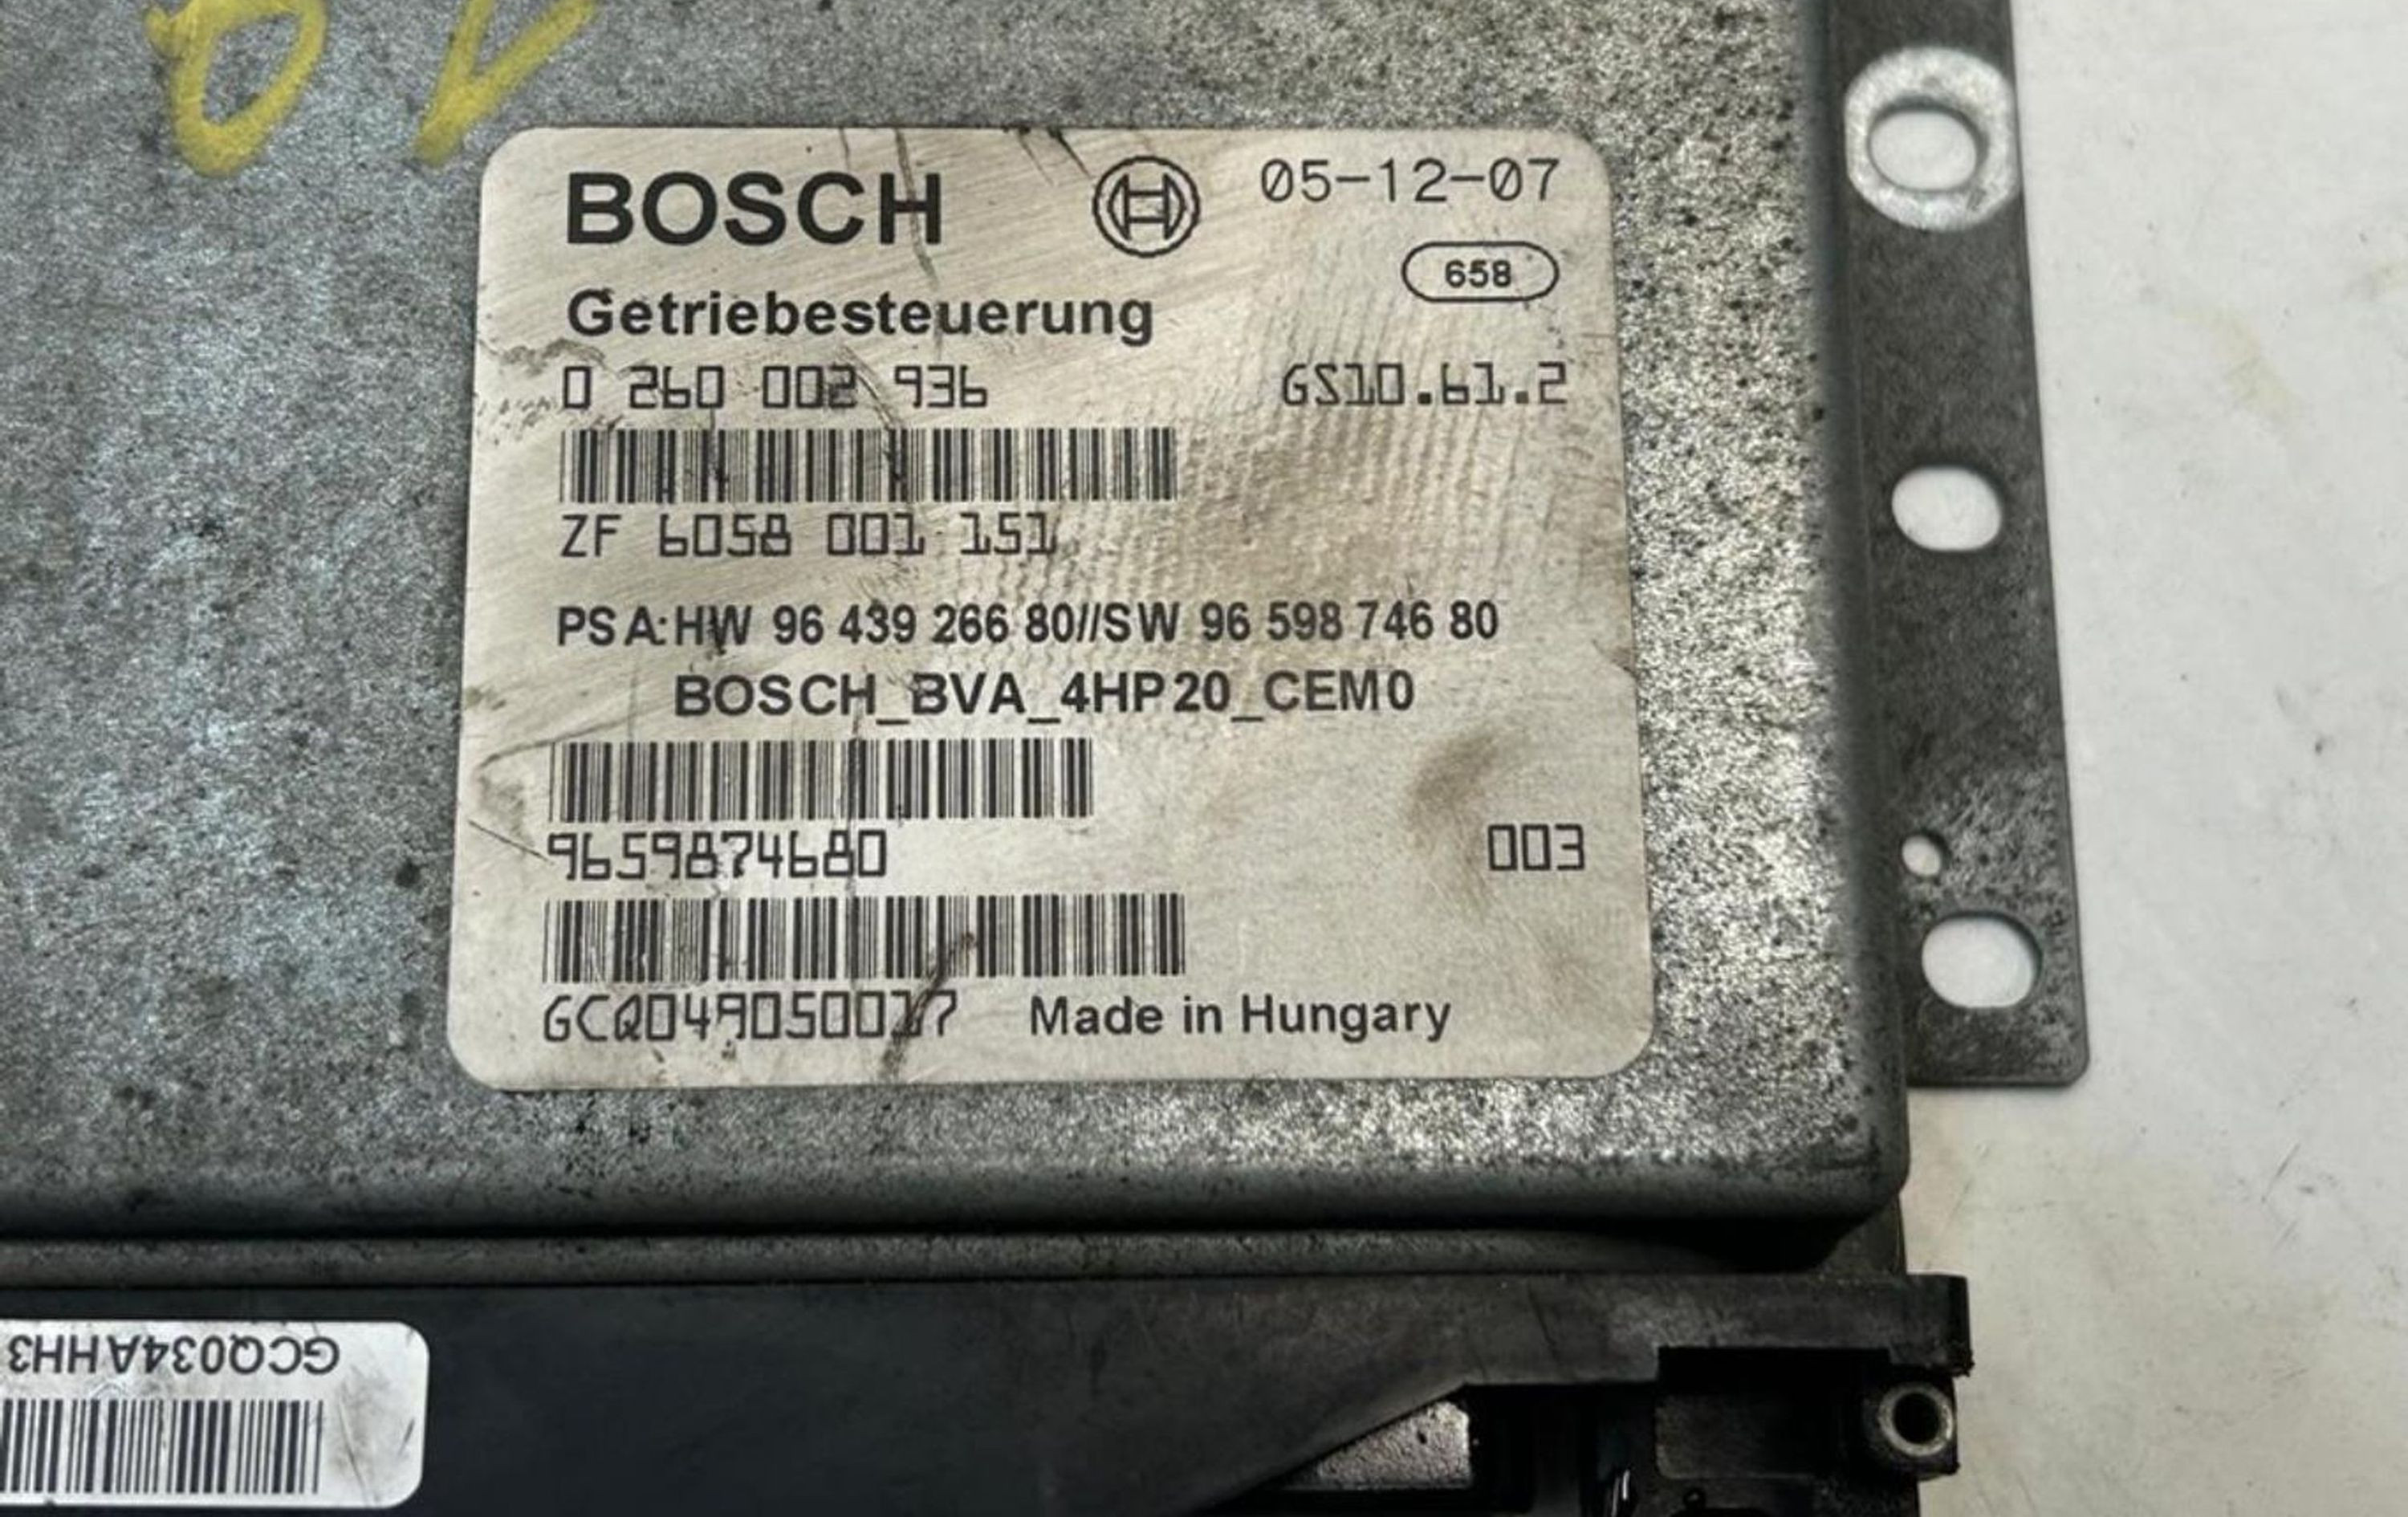 BOSCH 05-12-07
658
Getriebesteuerung
0 260 002 936 GS10.61.2
ZF 6058 001 151
PSA:HW 96 439 266 80//SW 96 598 746 80
BOSCH_BVA_4HP20_CEM0
9659874680 003
GCQ049050017 Made in Hungary
GCQ034AHH3